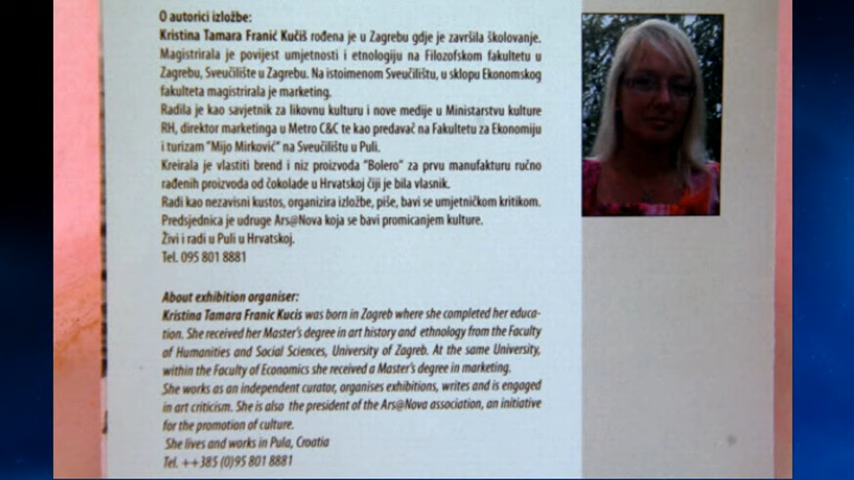 O autorici izložbe:
Kristina Tamara Franić Kučiš rođena je u Zagrebu gdje je završila školovanje.
Magistrirala je povijest umjetnosti i etnologiju na Filozofskom fakultetu u
Zagrebu, Sveučilište u Zagrebu. Na istoimenom Sveučilištu, u sklopu Ekonomskog
fakulteta magistrirala je marketing.
Radila je kao savjetnik za likovnu kulturu i nove medije u Ministarstvu kulture
RH, direktor marketinga u Metro C&C te kao predavač na Fakultetu za Ekonomiju
i turizam "Mijo Mirković" na Sveučilištu u Puli.
Kreirala je vlastiti brend i niz proizvoda "Bolero" za prvu manufakturu ručno
rađenih proizvoda od čokolade u Hrvatskoj čiji je bila vlasnik.
Radi kao nezavisni kustos, organizira izložbe, piše, bavi se umjetničkom kritikom.
Predsjednica je udruge Ars@Nova koja se bavi promicanjem kulture.
Živi i radi u Puli u Hrvatskoj.
Tel. 095 801 8881
About exhibition organiser:
Kristina Tamara Franic Kucis was born in Zagreb where she completed her educa-
tion. She received her Master's degree in art history and ethnology from the Faculty
of Humanities and Social Sciences, University of Zagreb. At the same University,
within the Faculty of Economics she received a Master's degree in marketing.
She works as an independent curator, organises exhibitions, writes and is engaged
in art criticism. She is also the president of the Ars@Nova association, an initiative
for the promotion of culture.
She lives and works in Pula, Croatia
Tel. ++385 (0)95 801 8881